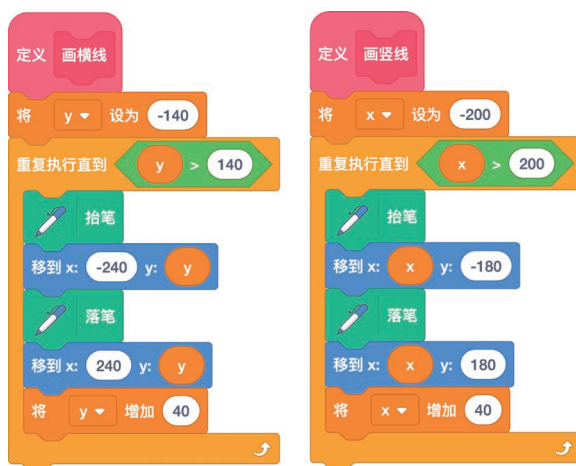 定义 画横线
将 y 设为 -140
重复执行直到 y > 140
抬笔
移到 x: -240 y: y
落笔
移到 x: 240 y: y
将 y 增加 40
定义 画竖线
将 x 设为 -200
重复执行直到 x > 200
抬笔
移到 x: x y: -180
落笔
移到 x: x y: 180
将 x 增加 40